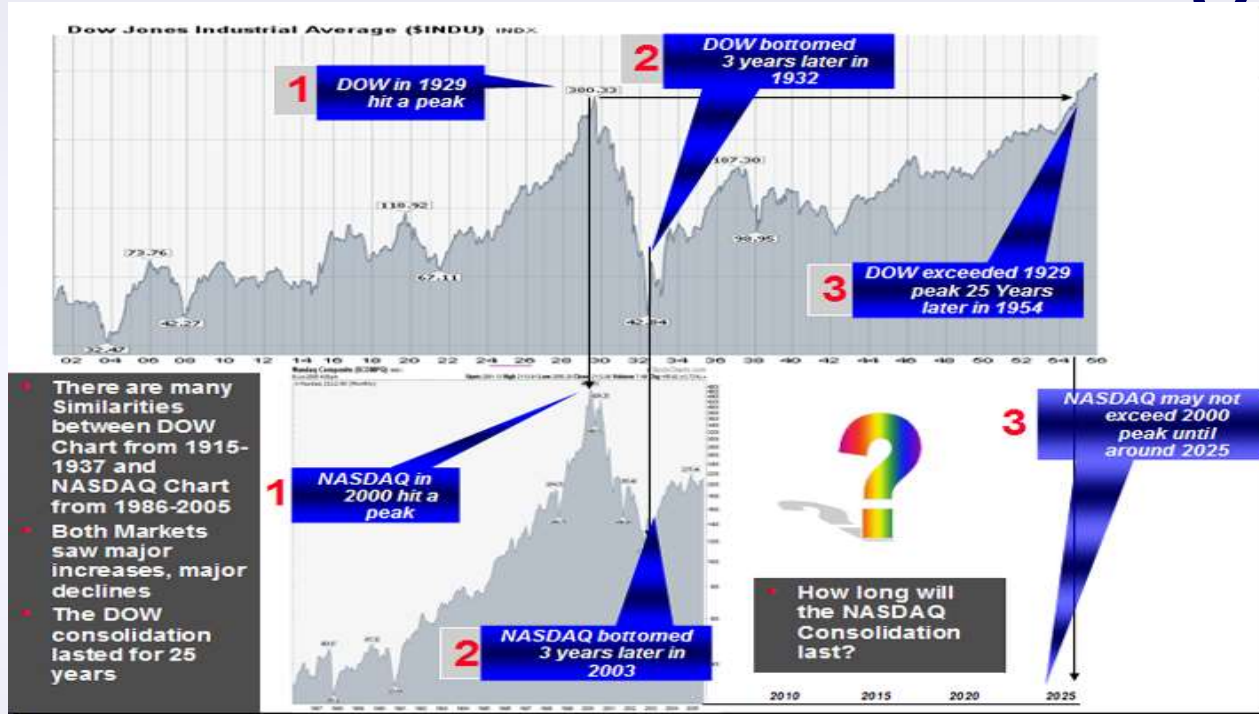 Dow Jones Industrial Average ($INDU) INDX
1
DOW in 1929
hit a peak
2
DOW bottomed
3 years later in
1932
380.33
187.30
118.92
98.95
73.76
67.11
3
DOW exceeded 1929
peak 25 Years
later in 1954
42.27
42.84
32.47
02 04 06 08 10 12 14 16 18 20 22 24 26 28 30 32 34 36 38 40 42 44 46 48 50 52 54 56
There are many
Similarities
between DOW
Chart from 1915-
1937 and
NASDAQ Chart
from 1986-2005
Both Markets
saw major
increases, major
declines
The DOW
consolidation
lasted for 25
years
1
NASDAQ in
2000 hit a
peak
2
NASDAQ bottomed
3 years later in
2003
?
How long will
the NASDAQ
Consolidation
last?
3
NASDAQ may not
exceed 2000
peak until
around 2025
2010 2015 2020 2025